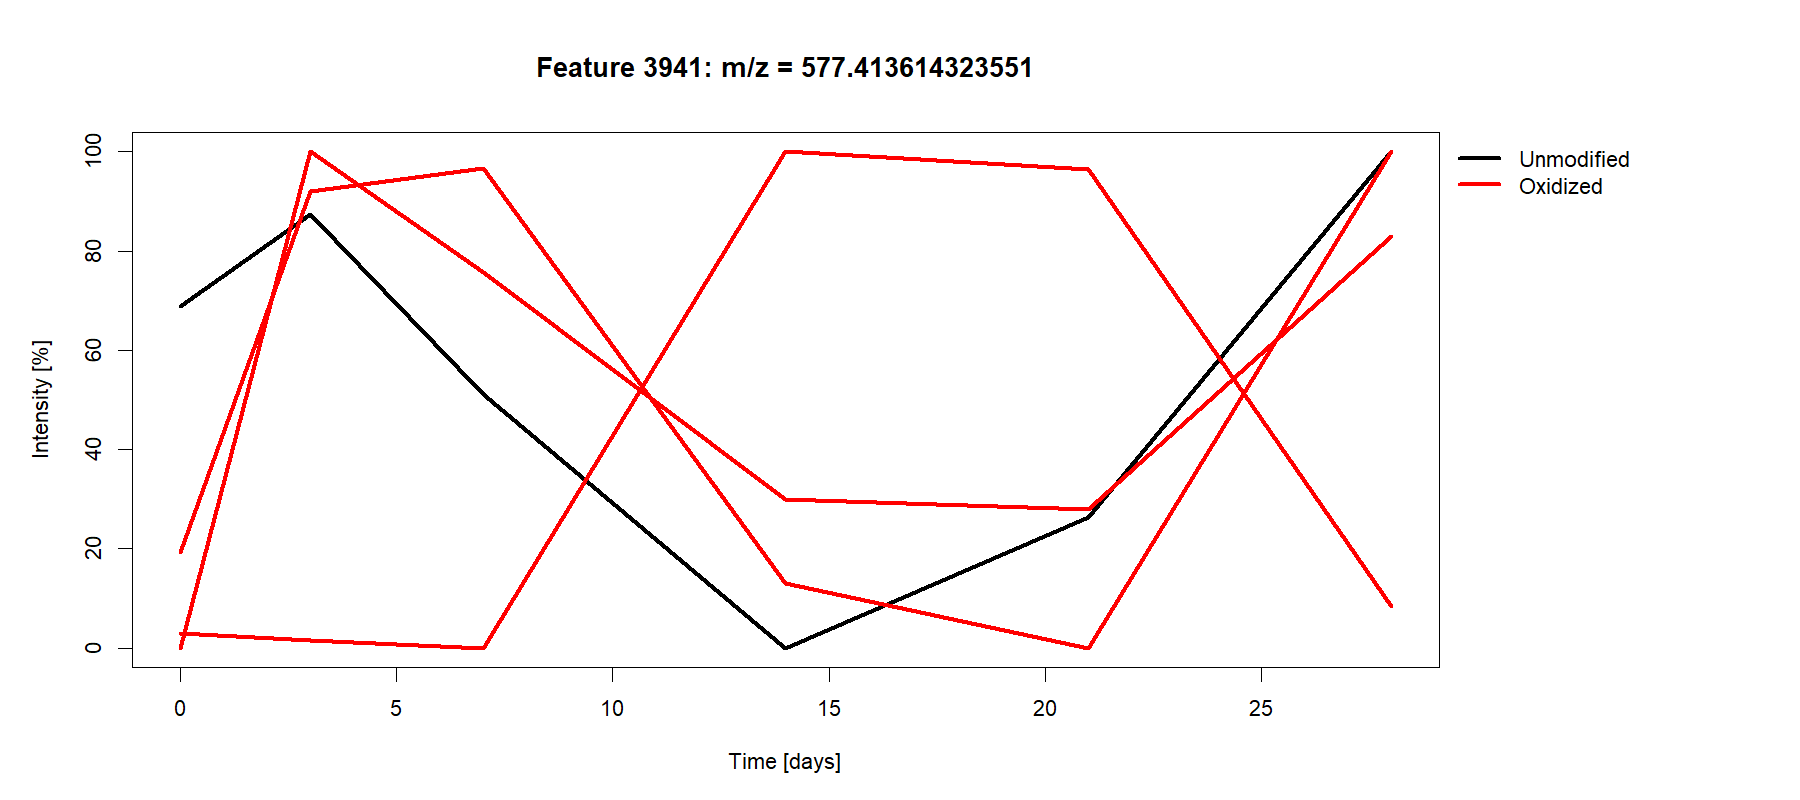 Feature 3941: m/z = 577.413614323551
Unmodified
Oxidized
Intensity [%]
100
80
60
40
20
0
0 5 10 15 20 25
Time [days]